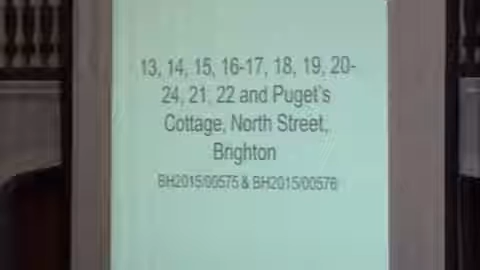 13, 14, 15, 16-17, 18, 19, 20-
24, 21, 22 and Puget's
Cottage, North Street,
Brighton
BH2015/00575 & BH2015/00576